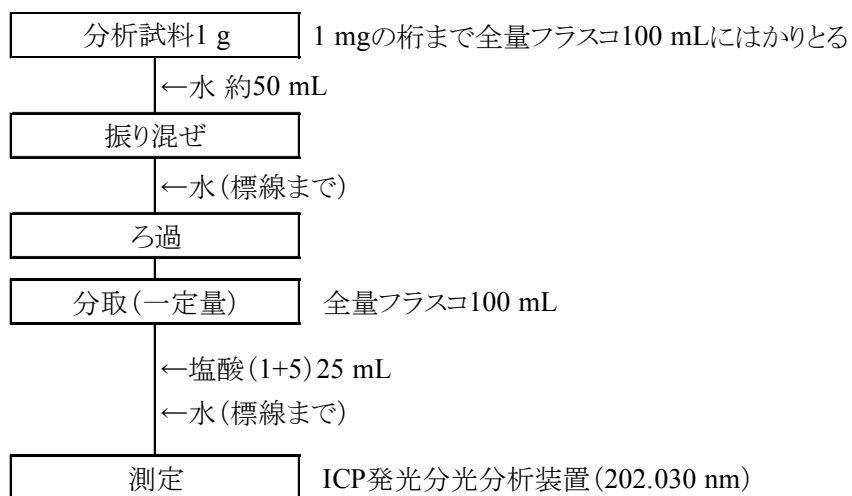 分析試料1 g 1 mgの桁まで全量フラスコ100 mLにはかりとる
←水 約50 mL
振り混ぜ
←水（標線まで）
ろ過
分取（一定量） 全量フラスコ100 mL
←塩酸（1+5）25 mL
←水（標線まで）
測定 ICP発光分光分析装置（202.030 nm）